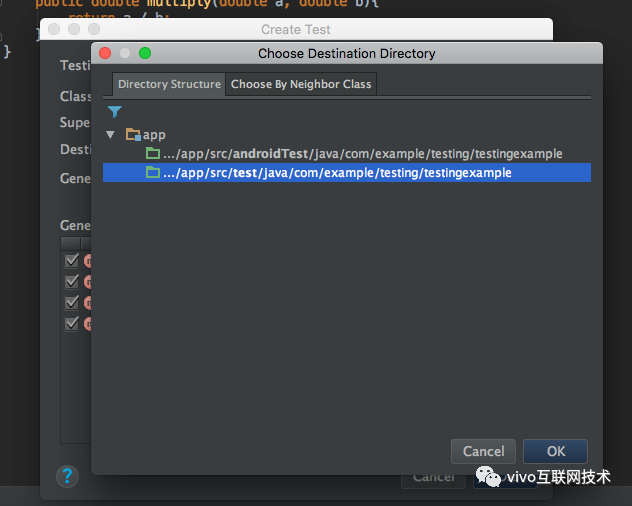 public double multiply(double a, double b){
return a / b;
}
}
Create Test
Choose Destination Directory
Directory Structure
Choose By Neighbor Class
app
.../app/src/androidTest/java/com/example/testing/testingexample
.../app/src/test/java/com/example/testing/testingexample
Testi
Class
Supe
Desti
Gene
Gene
Cancel
OK
?
Cancel
vivo互联网技术